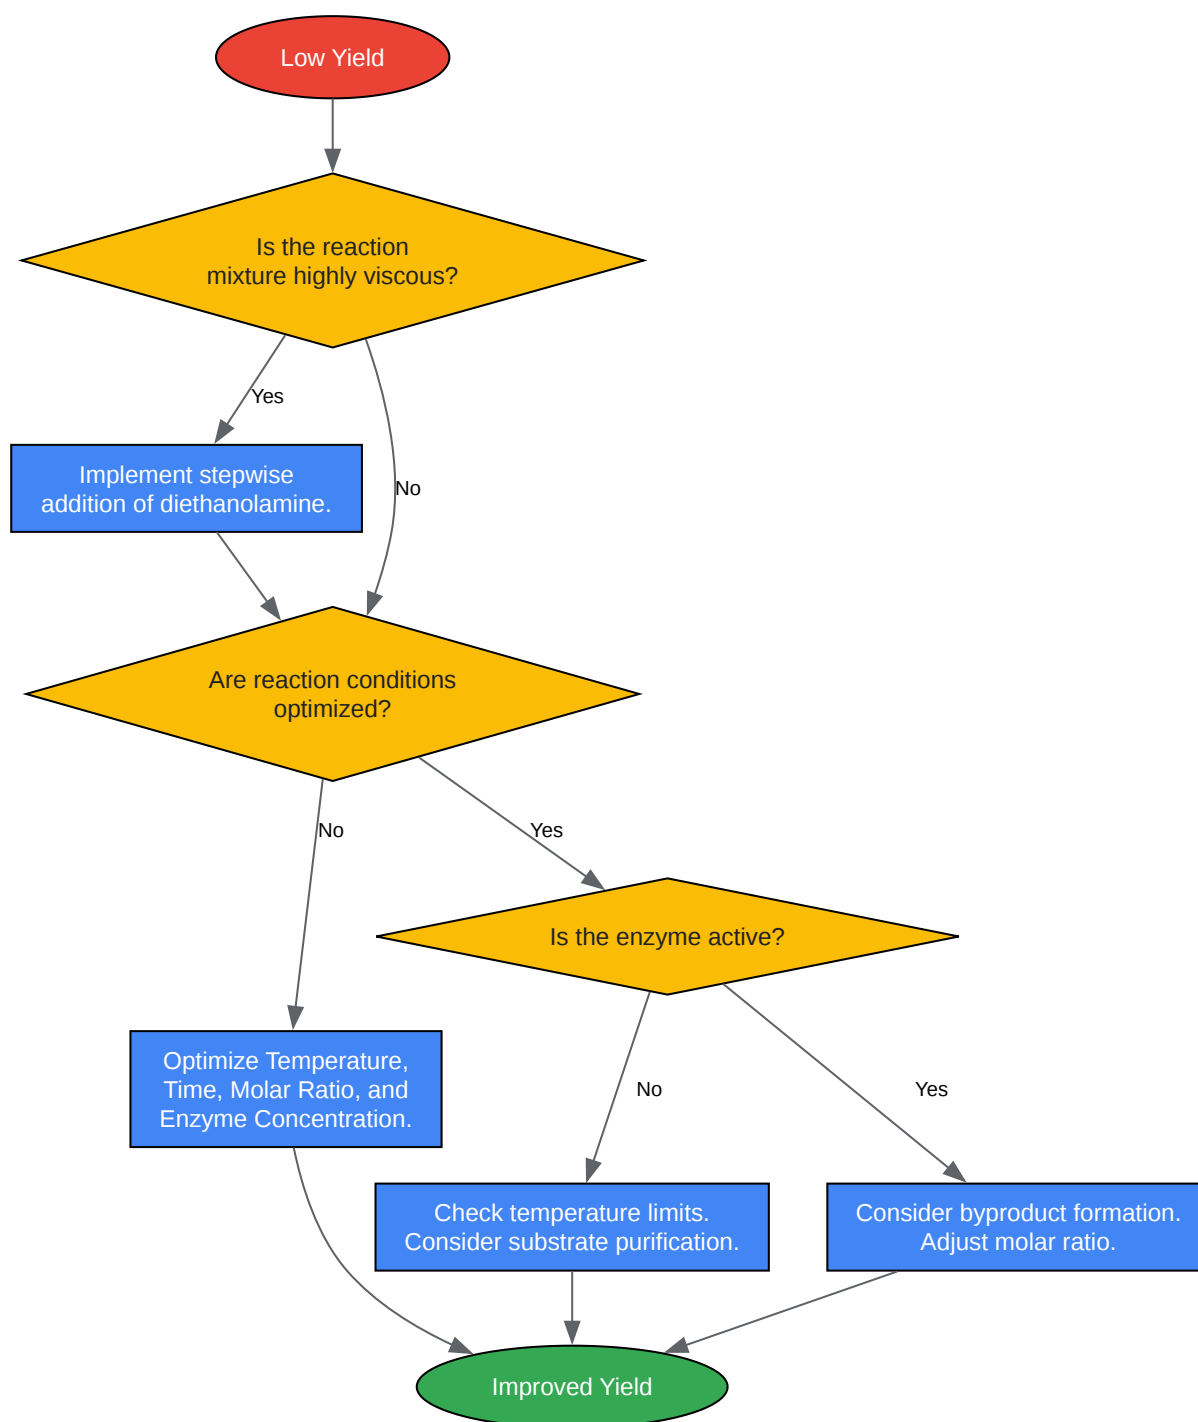 Low Yield
Is the reaction
mixture highly viscous?
Yes
Implement stepwise
addition of diethanolamine.
No
Are reaction conditions
optimized?
No
Yes
Is the enzyme active?
Optimize Temperature,
Time, Molar Ratio, and
Enzyme Concentration.
No
Yes
Check temperature limits.
Consider substrate purification.
Consider byproduct formation.
Adjust molar ratio.
Improved Yield